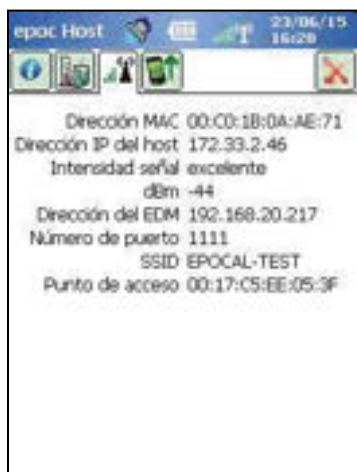 epoc Host 23/06/15
16:20
Dirección MAC 00:C0:1B:0A:AE:71
Dirección IP del host 172.33.2.46
Intensidad señal excelente
dBm -44
Dirección del EDM 192.168.20.217
Número de puerto 1111
SSID EPOCAL-TEST
Punto de acceso 00:17:C5:EE:05:3F